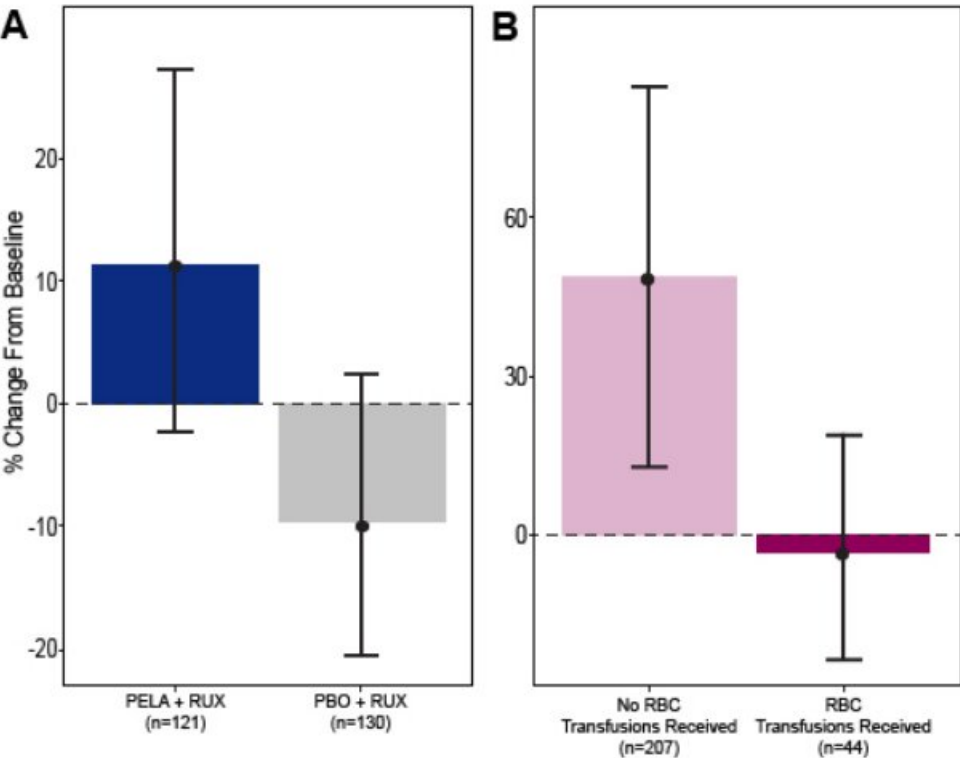 A
% Change From Baseline
20
10
0
-10
-20
PELA + RUX
(n=121)
PBO + RUX
(n=130)
B
60
30
0
No RBC
Transfusions Received
(n=207)
RBC
Transfusions Received
(n=44)